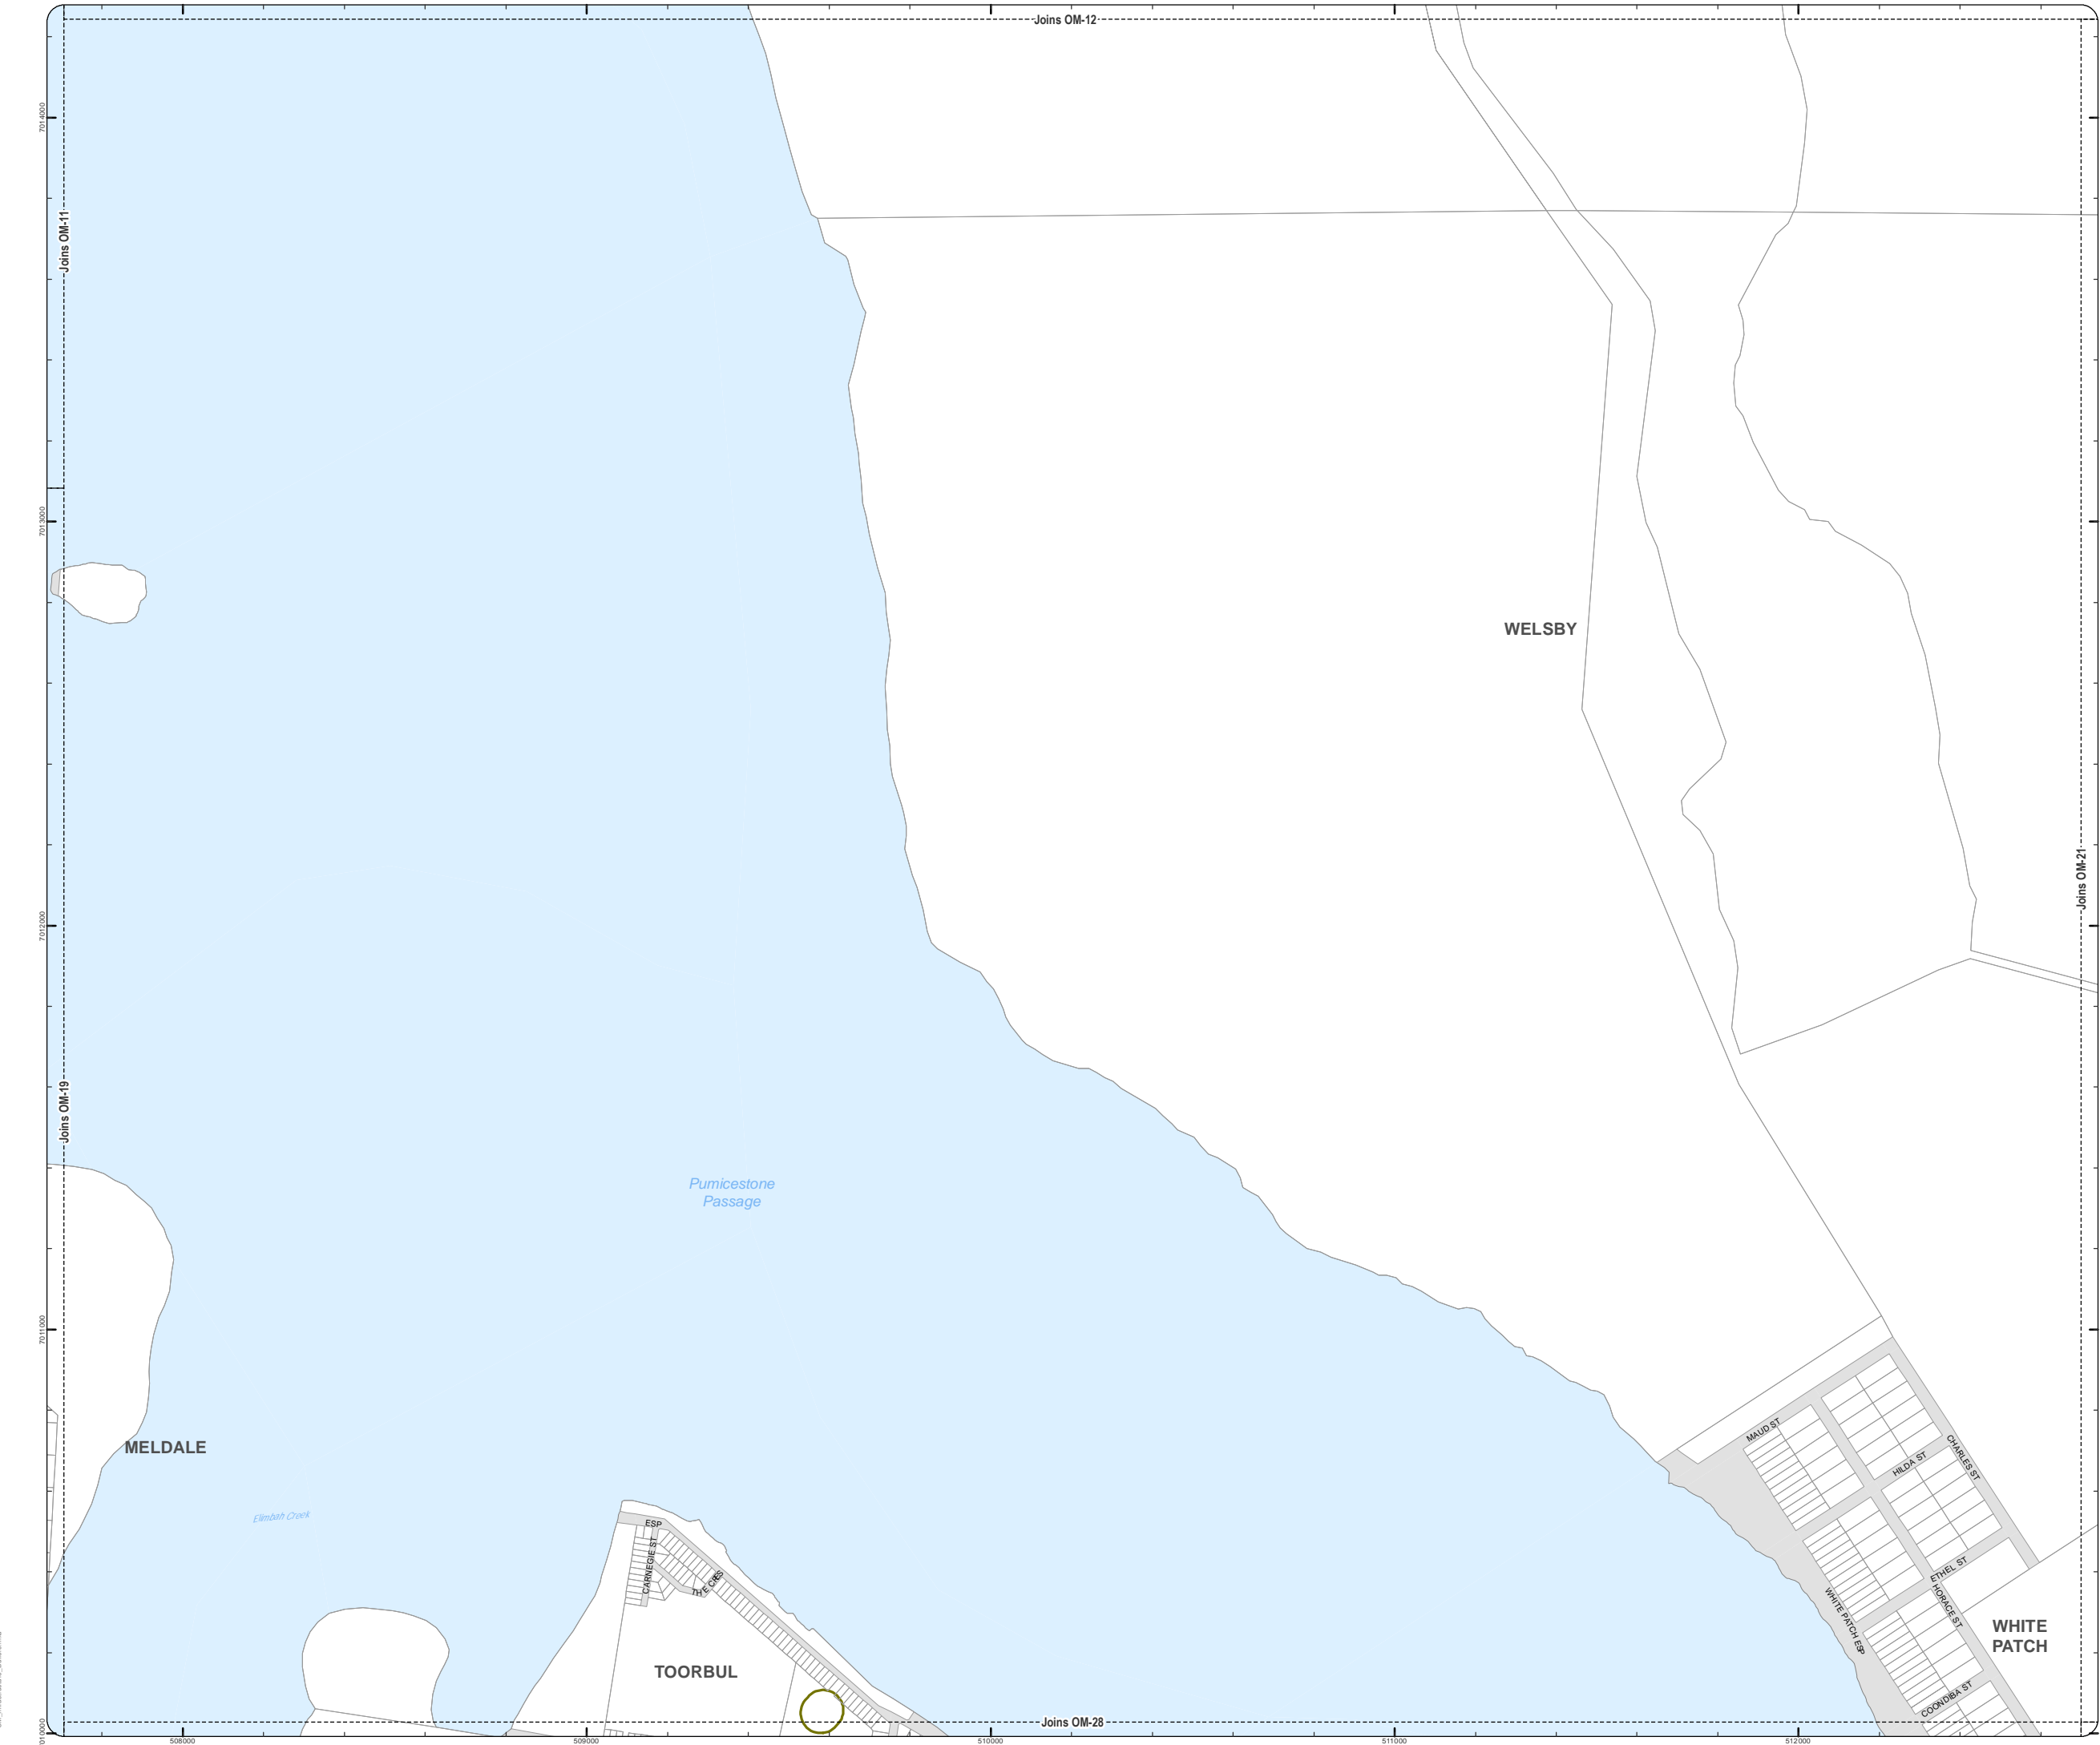 Joins OM-12
7014000
Joins OM-11
7013000
WELSBY
7012000
Joins OM-21
Joins OM-19
Pumicestone
Passage
7011000
MAUD ST
CHARLES ST
HILDA ST
MELDALE
Elimbah Creek
ESP
CARNEGIE ST
THE CRES
ETHEL ST
HORACE ST
WHITE PATCH ESP
WHITE
PATCH
TOORBUL
COONDIBA ST
Joins OM-28
508000
509000
510000
511000
512000